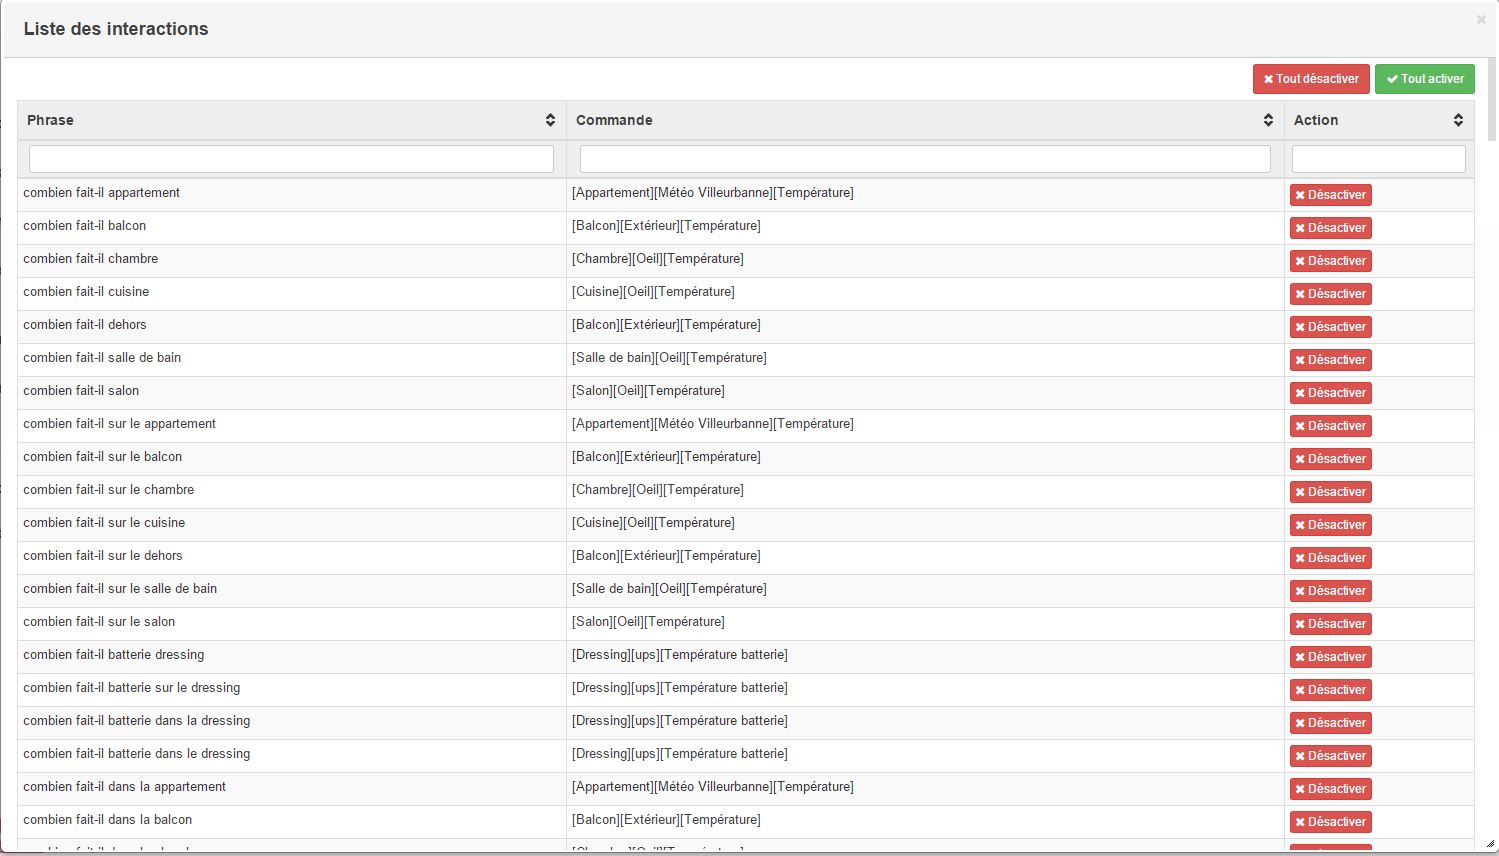 Liste des interactions
Tout désactiver Tout activer
Phrase Commande Action
combien fait-il appartement [Appartement][Météo Villeurbanne][Température] Désactiver
combien fait-il balcon [Balcon][Extérieur][Température] Désactiver
combien fait-il chambre [Chambre][Oeil][Température] Désactiver
combien fait-il cuisine [Cuisine][Oeil][Température] Désactiver
combien fait-il dehors [Balcon][Extérieur][Température] Désactiver
combien fait-il salle de bain [Salle de bain][Oeil][Température] Désactiver
combien fait-il salon [Salon][Oeil][Température] Désactiver
combien fait-il sur le appartement [Appartement][Météo Villeurbanne][Température] Désactiver
combien fait-il sur le balcon [Balcon][Extérieur][Température] Désactiver
combien fait-il sur le chambre [Chambre][Oeil][Température] Désactiver
combien fait-il sur le cuisine [Cuisine][Oeil][Température] Désactiver
combien fait-il sur le dehors [Balcon][Extérieur][Température] Désactiver
combien fait-il sur le salle de bain [Salle de bain][Oeil][Température] Désactiver
combien fait-il sur le salon [Salon][Oeil][Température] Désactiver
combien fait-il batterie dressing [Dressing][ups][Température batterie] Désactiver
combien fait-il batterie sur le dressing [Dressing][ups][Température batterie] Désactiver
combien fait-il batterie dans la dressing [Dressing][ups][Température batterie] Désactiver
combien fait-il batterie dans le dressing [Dressing][ups][Température batterie] Désactiver
combien fait-il dans la appartement [Appartement][Météo Villeurbanne][Température] Désactiver
combien fait-il dans la balcon [Balcon][Extérieur][Température] Désactiver